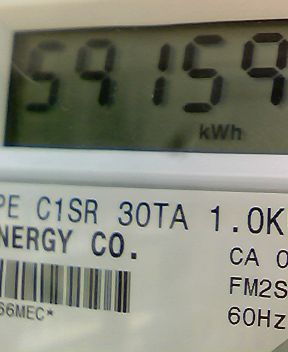 59159
kWh
PE C1SR 30TA 1.0K
NERGY CO.
CA 0
FM2S
66MEC*
60Hz